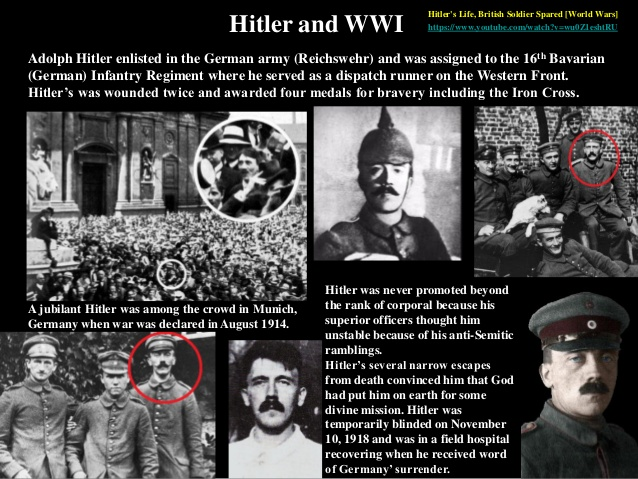 Hitler and WWI
Hitler's Life, British Soldier Spared [World Wars]
https://www.youtube.com/watch?v=wu0Z1eshtRU
Adolph Hitler enlisted in the German army (Reichswehr) and was assigned to the 16th Bavarian
(German) Infantry Regiment where he served as a dispatch runner on the Western Front.
Hitler's was wounded twice and awarded four medals for bravery including the Iron Cross.
A jubilant Hitler was among the crowd in Munich,
Germany when war was declared in August 1914.
Hitler was never promoted beyond
the rank of corporal because his
superior officers thought him
unstable because of his anti-Semitic
ramblings.
Hitler's several narrow escapes
from death convinced him that God
had put him on earth for some
divine mission. Hitler was
temporarily blinded on November
10, 1918 and was in a field hospital
recovering when he received word
of Germany' surrender.